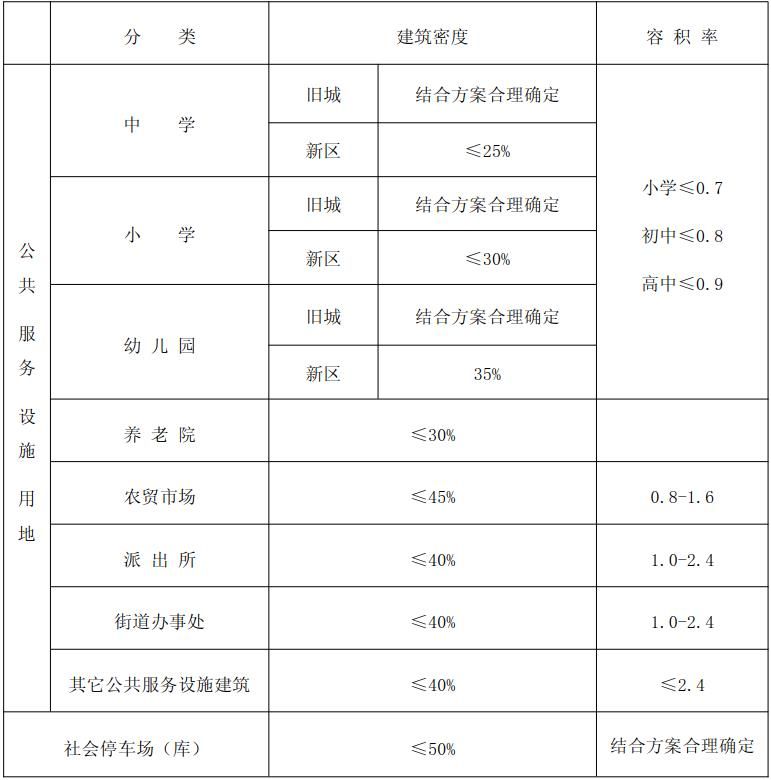 分 类 建筑密度 容 积 率
公共服务设施用地
中 学 旧城 结合方案合理确定
新区 ≤25%
小 学 旧城 结合方案合理确定
新区 ≤30%
幼 儿 园 旧城 结合方案合理确定
新区 35%
小学≤0.7
初中≤0.8
高中≤0.9
养 老 院 ≤30%
农贸市场 ≤45% 0.8-1.6
派 出 所 ≤40% 1.0-2.4
街道办事处 ≤40% 1.0-2.4
其它公共服务设施建筑 ≤40% ≤2.4
社会停车场（库） ≤50% 结合方案合理确定